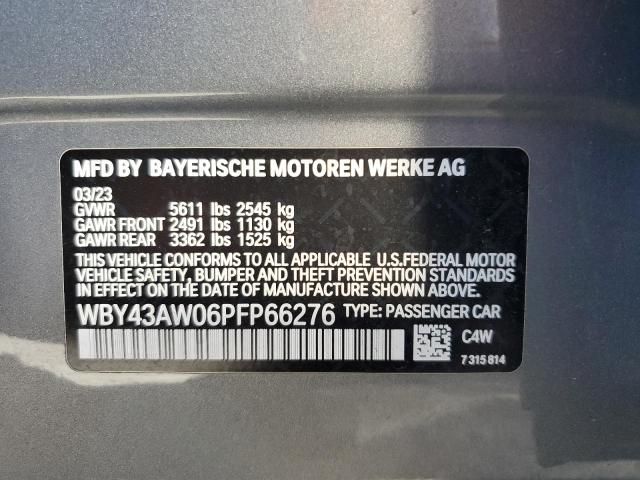 MFD BY BAYERISCHE MOTOREN WERKE AG
03/23
GVWR 5611 lbs 2545 kg
GAWR FRONT 2491 lbs 1130 kg
GAWR REAR 3362 lbs 1525 kg
THIS VEHICLE CONFORMS TO ALL APPLICABLE U.S.FEDERAL MOTOR
VEHICLE SAFETY, BUMPER AND THEFT PREVENTION STANDARDS
IN EFFECT ON THE DATE OF MANUFACTURE SHOWN ABOVE.
WBY43AW06PFP66276 TYPE: PASSENGER CAR
C4W
7 315 814